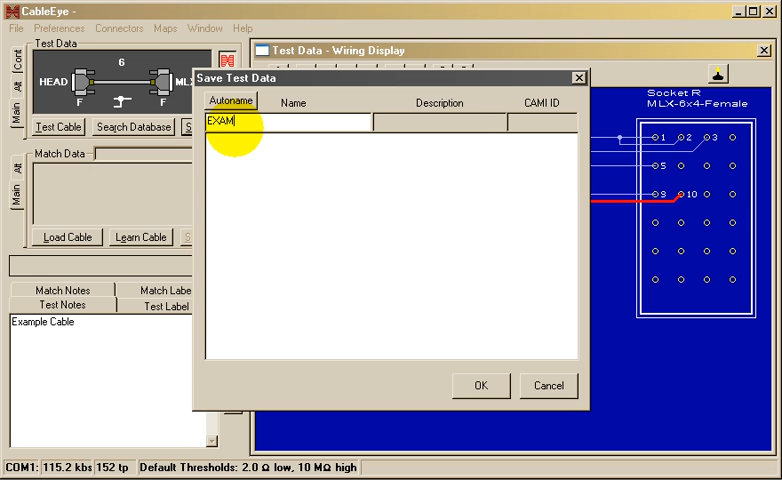 CableEye -
File Preferences Connectors Maps Window Help
Cont
Alt
Main
Test Data
6
HEAD
F
F
Test Cable
Search Database
Match Data
Alt
Main
Load Cable
Learn Cable
Match Notes
Test Notes
Test Label
Example Cable
Test Data - Wiring Display
Socket R
MLX-6x4-Female
1 2 3
5
9 10
Save Test Data
Autoname
Name
Description
CAMI ID
EXAM
OK
Cancel
COM1: 115.2 kbs 152 tp Default Thresholds: 2.0 Ω low, 10 MΩ high